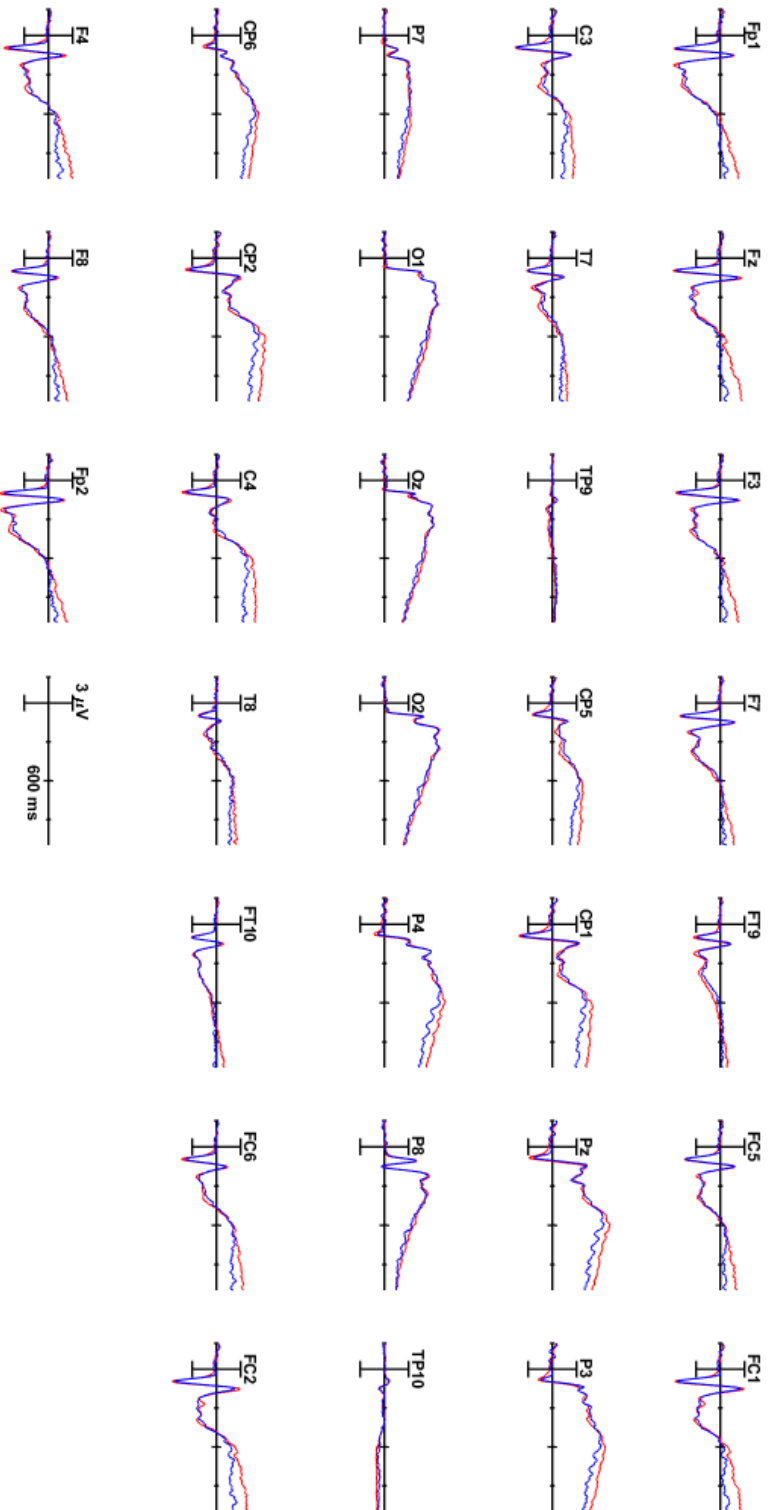 Fp1
Fz
F3
F7
FT9
FC5
FC1
C3
T7
TP9
CP5
CP1
Pz
P3
P7
O1
Oz
O2
P4
P8
TP10
CP6
CP2
C4
T8
FT10
FC6
FC2
F4
F8
Fp2
3 μV
600 ms